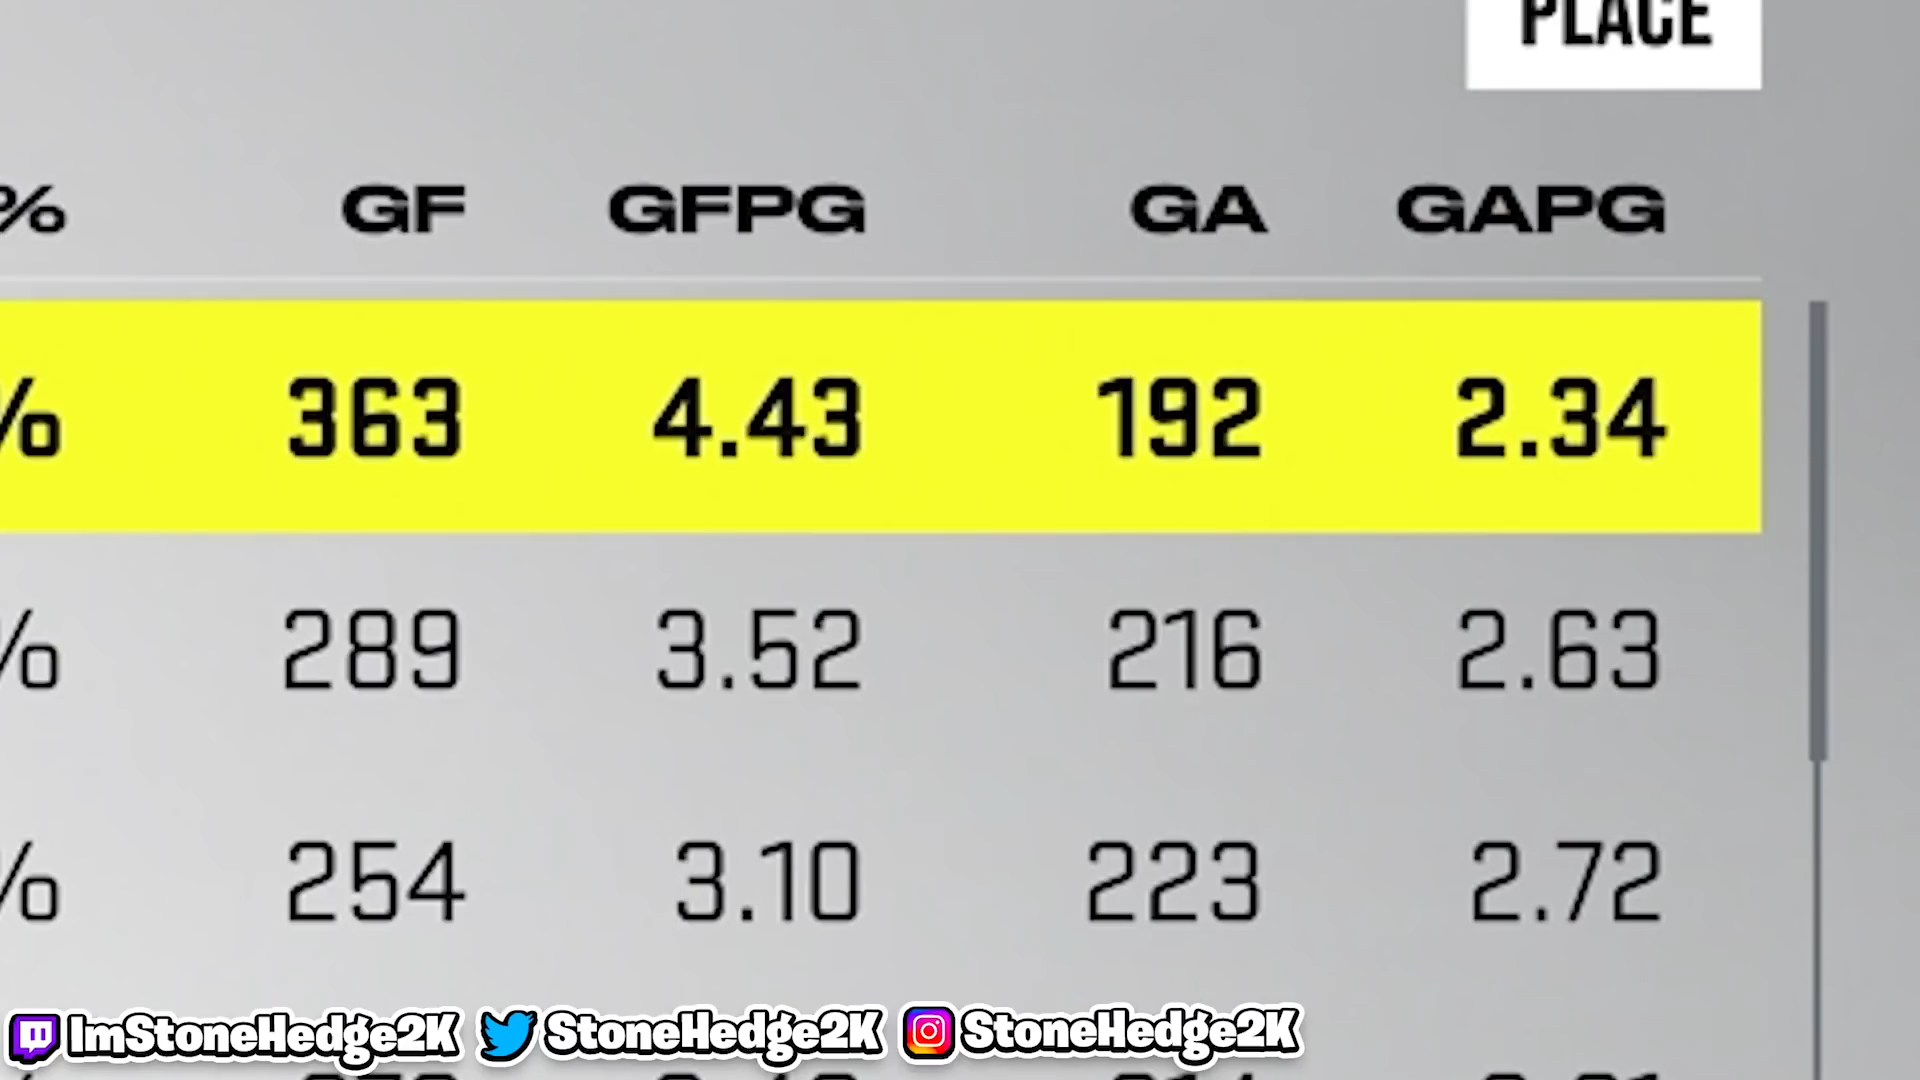 PLACE
% GF GFPG GA GAPG
% 363 4.43 192 2.34
% 289 3.52 216 2.63
% 254 3.10 223 2.72
ImStoneHedge2K StoneHedge2K StoneHedge2K